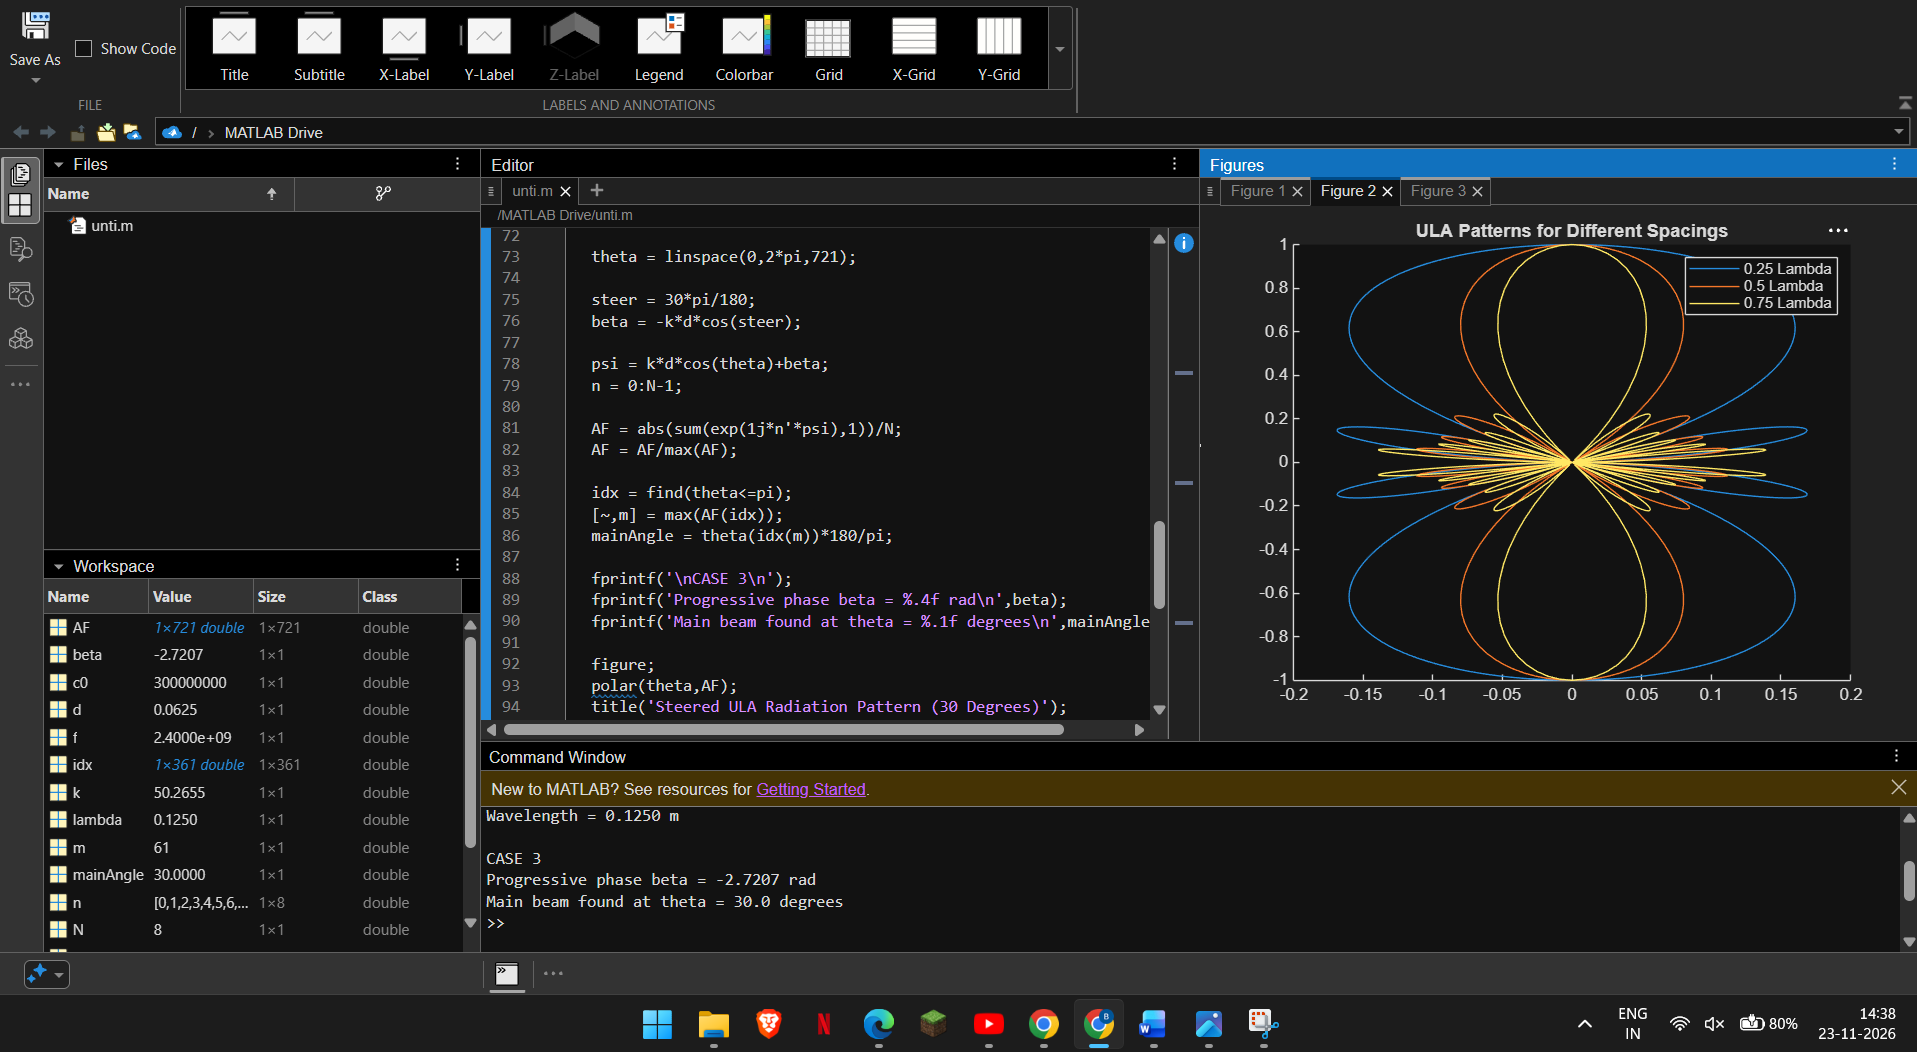 Save As
Show Code
FILE
Title
Subtitle
X-Label
Y-Label
Z-Label
Legend
Colorbar
Grid
X-Grid
Y-Grid
LABELS AND ANNOTATIONS
/ › MATLAB Drive
Files
Name
unti.m
Workspace
Name Value Size Class
AF 1×721 double 1×721 double
beta -2.7207 1×1 double
c0 300000000 1×1 double
d 0.0625 1×1 double
f 2.4000e+09 1×1 double
idx 1×361 double 1×361 double
k 50.2655 1×1 double
lambda 0.1250 1×1 double
m 61 1×1 double
mainAngle 30.0000 1×1 double
n [0,1,2,3,4,5,6,... 1×8 double
N 8 1×1 double
Editor
unti.m
/MATLAB Drive/unti.m
72
73 theta = linspace(0,2*pi,721);
74
75 steer = 30*pi/180;
76 beta = -k*d*cos(steer);
77
78 psi = k*d*cos(theta)+beta;
79 n = 0:N-1;
80
81 AF = abs(sum(exp(1j*n'*psi),1))/N;
82 AF = AF/max(AF);
83
84 idx = find(theta<=pi);
85 [~,m] = max(AF(idx));
86 mainAngle = theta(idx(m))*180/pi;
87
88 fprintf('\nCASE 3\n');
89 fprintf('Progressive phase beta = %.4f rad\n',beta);
90 fprintf('Main beam found at theta = %.1f degrees\n',mainAngle
91
92 figure;
93 polar(theta,AF);
94 title('Steered ULA Radiation Pattern (30 Degrees)');
Figures
Figure 1 Figure 2 Figure 3
ULA Patterns for Different Spacings
0.25 Lambda
0.5 Lambda
0.75 Lambda
1
0.8
0.6
0.4
0.2
0
-0.2
-0.4
-0.6
-0.8
-1
-0.2 -0.15 -0.1 -0.05 0 0.05 0.1 0.15 0.2
Command Window
New to MATLAB? See resources for Getting Started.
Wavelength = 0.1250 m
CASE 3
Progressive phase beta = -2.7207 rad
Main beam found at theta = 30.0 degrees
>>
ENG
IN
80%
14:38
23-11-2026